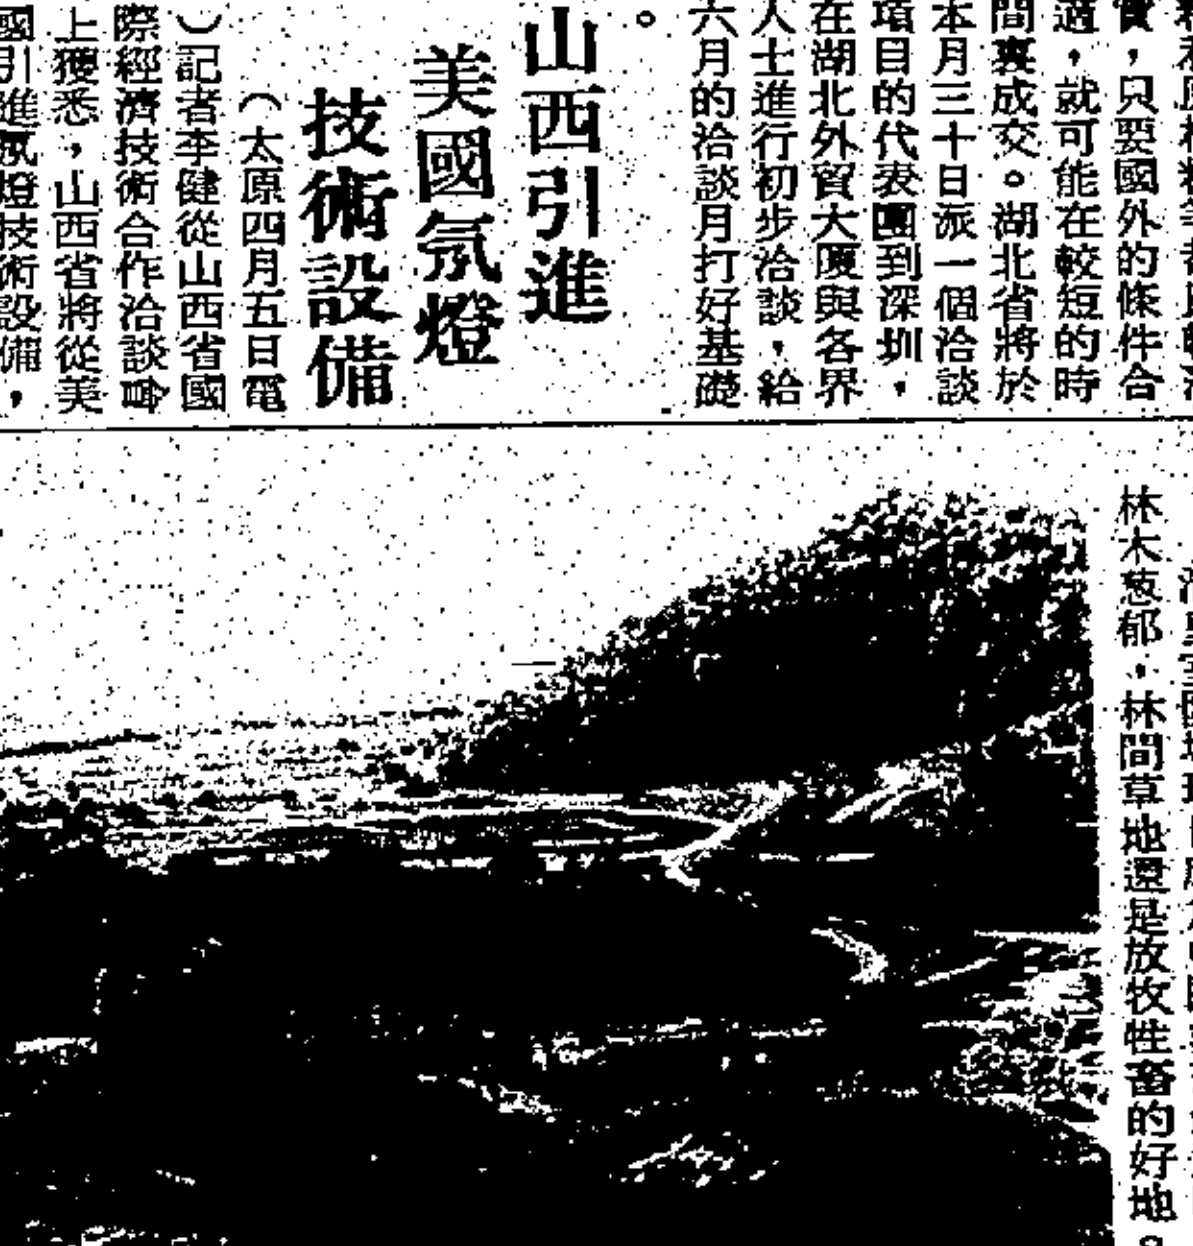 實，只要國外的條件合
適，就可能在較短的時
間裏成交。湖北省將於
本月三十日派一個洽談
項目的代表團到深圳，
在湖北外貿大厦與各界
人士進行初步洽談，給
六月的洽談月打好基礎
。
山西引進
美國氖燈
技術設備
（太原四月五日電
）記者李健從山西省國
際經濟技術合作洽談會
上獲悉，山西省將從美
國引進氖燈技術設備，
林木葱郁，林間草地還是放牧牲畜的好地